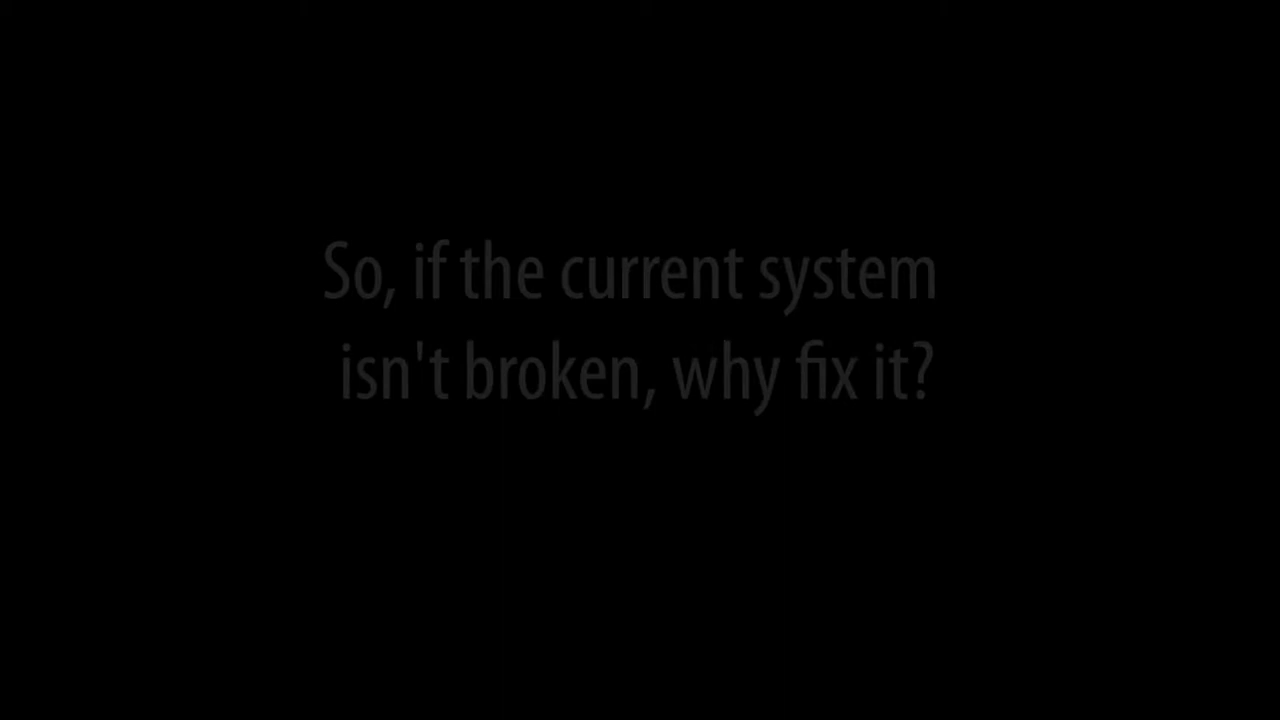 So, if the current system
isn't broken, why fix it?